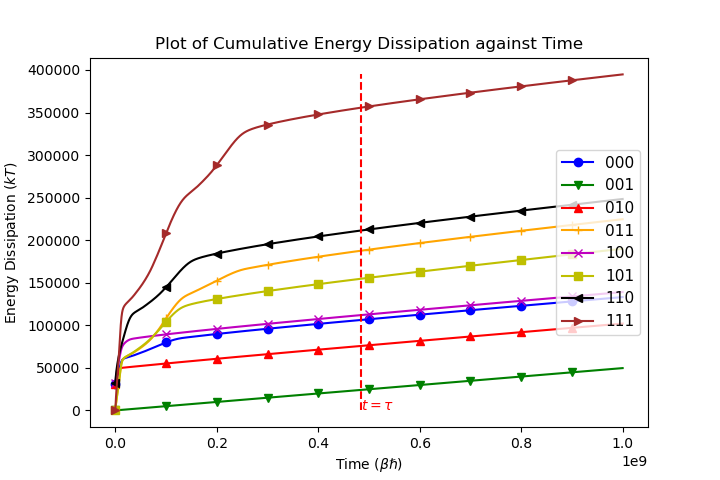 Plot of Cumulative Energy Dissipation against Time
Energy Dissipation (kT)
400000
350000
300000
250000
200000
150000
100000
50000
0
000
001
010
011
100
101
110
111
t = τ
0.0 0.2 0.4 0.6 0.8 1.0
1e9
Time (βℏ)